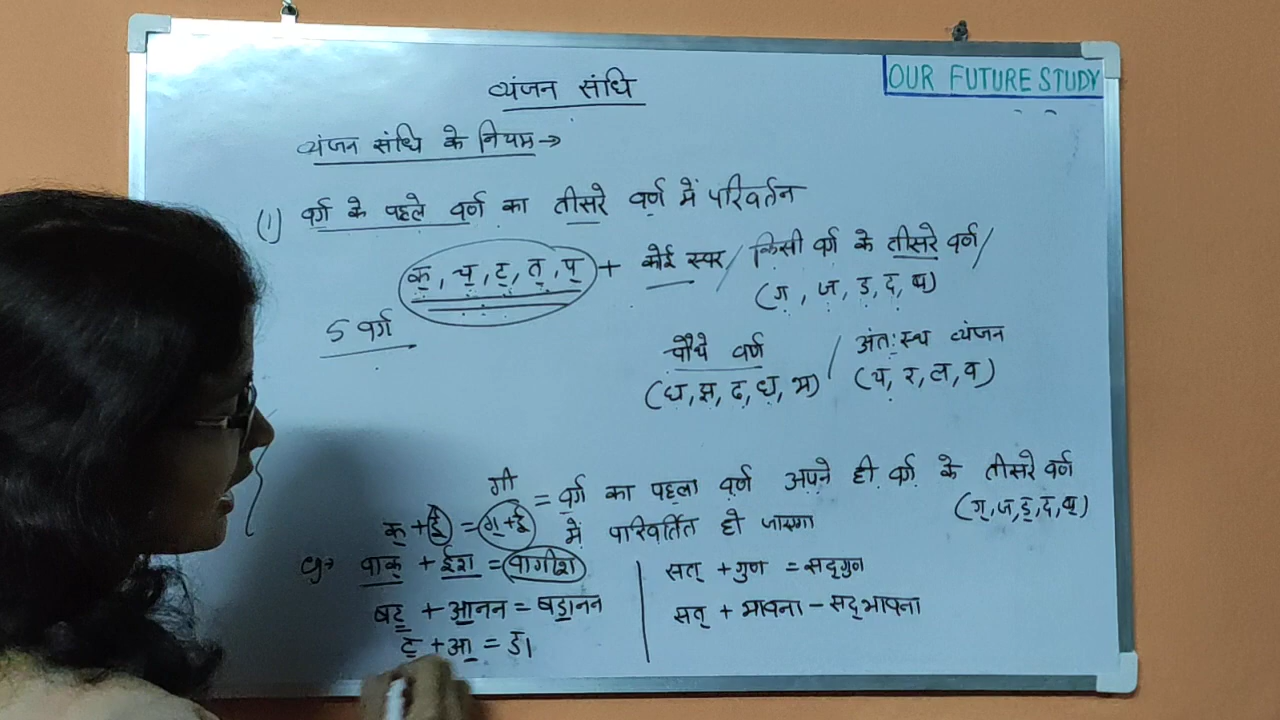 OUR FUTURE STUDY
व्यंजन संधि
व्यंजन संधि के नियम→
(1) वर्ग के पहले वर्ण का तीसरे वर्ण में परिवर्तन
क्, च्, ट्, त्, प् + कोई स्वर / किसी वर्ग के तीसरे वर्ण /
(ग, ज, ड, द, ब)
5 वर्ग
चौथे वर्ण / अंतःस्थ व्यंजन
(घ, झ, ढ, ध, भ) (य, र, ल, व)
गी
= वर्ग का पहला वर्ण अपने ही वर्ग के तीसरे वर्ण
(ग्, ज, ड्, द, ब्)
क् + ई = ग् + ई में परिवर्तित हो जाएगा
eg→ वाक् + ईश = वागीश
सत् + गुण = सद्गुण
षट् + आनन = षडानन
सत् + भावना - सद्भावना
ट् + आ = डा